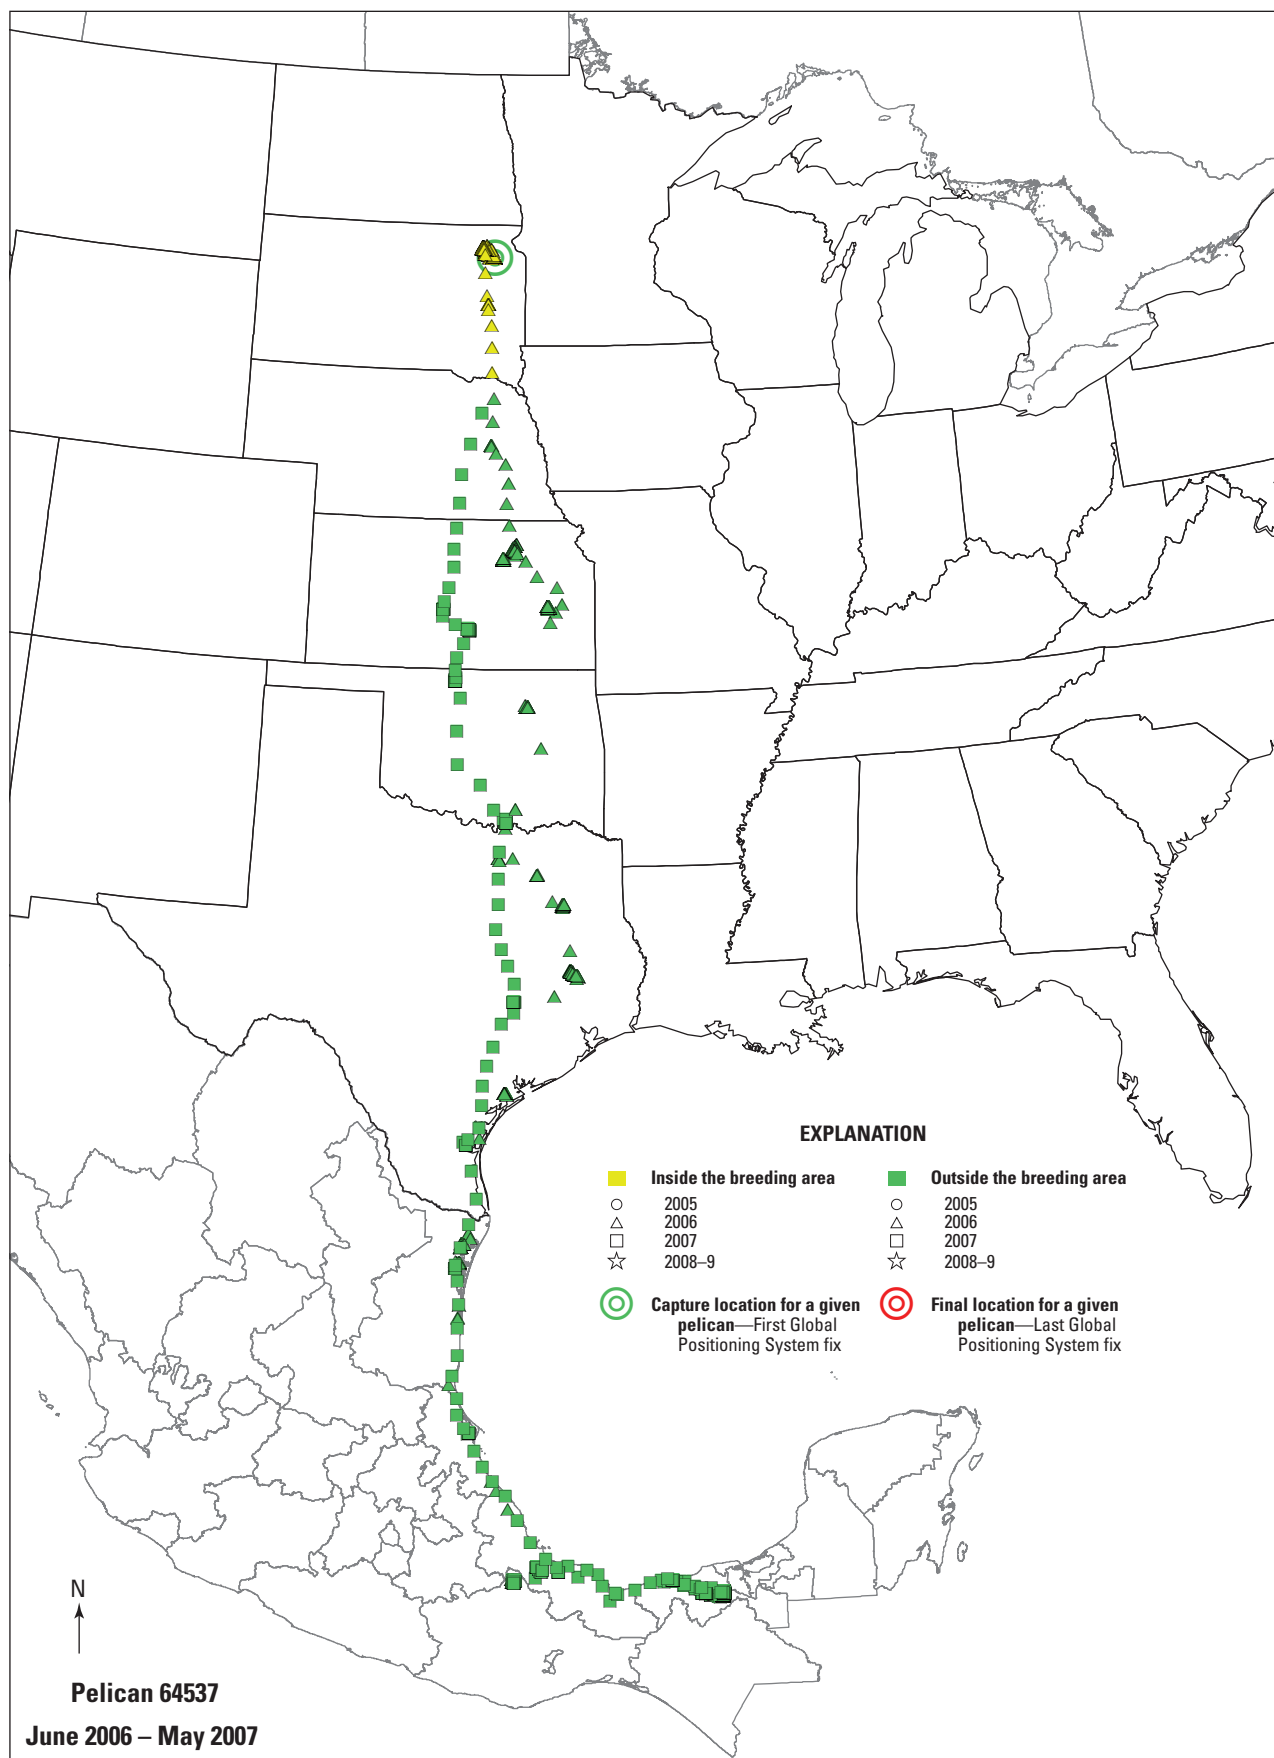 EXPLANATION
Inside the breeding area
2005
2006
2007
2008–9
Capture location for a given
pelican—First Global
Positioning System fix
Outside the breeding area
2005
2006
2007
2008–9
Final location for a given
pelican—Last Global
Positioning System fix
N
Pelican 64537
June 2006 – May 2007